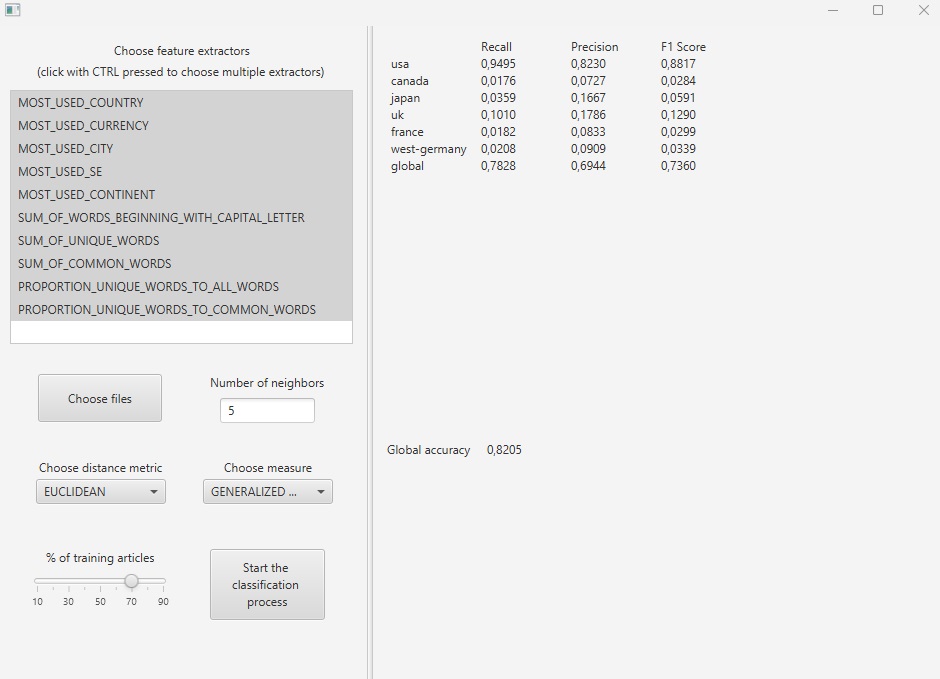 Choose feature extractors
(click with CTRL pressed to choose multiple extractors)
MOST_USED_COUNTRY
MOST_USED_CURRENCY
MOST_USED_CITY
MOST_USED_SE
MOST_USED_CONTINENT
SUM_OF_WORDS_BEGINNING_WITH_CAPITAL_LETTER
SUM_OF_UNIQUE_WORDS
SUM_OF_COMMON_WORDS
PROPORTION_UNIQUE_WORDS_TO_ALL_WORDS
PROPORTION_UNIQUE_WORDS_TO_COMMON_WORDS
Choose files
Number of neighbors
5
Choose distance metric
EUCLIDEAN
Choose measure
GENERALIZED ...
% of training articles
10 30 50 70 90
Start the
classification
process
Recall Precision F1 Score
usa 0,9495 0,8230 0,8817
canada 0,0176 0,0727 0,0284
japan 0,0359 0,1667 0,0591
uk 0,1010 0,1786 0,1290
france 0,0182 0,0833 0,0299
west-germany 0,0208 0,0909 0,0339
global 0,7828 0,6944 0,7360
Global accuracy 0,8205